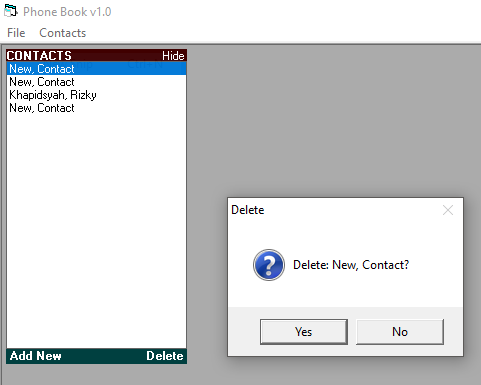 Phone Book v1.0
File Contacts
CONTACTS Hide
New, Contact
New, Contact
Khapidsyah, Rizky
New, Contact
Delete
Delete: New, Contact?
Yes No
Add New Delete